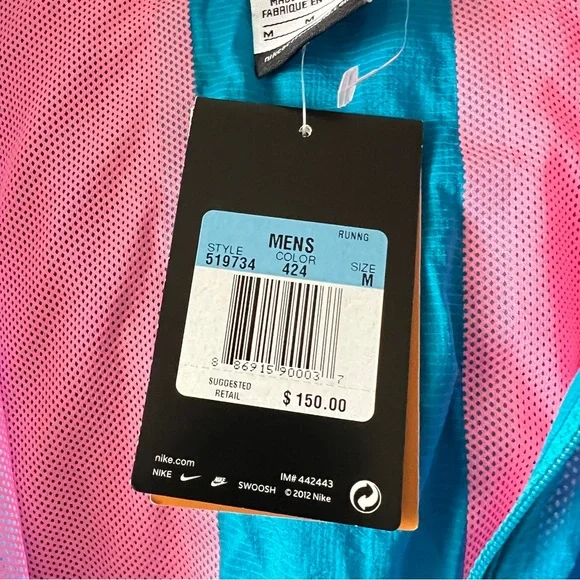 FABRIQUE EN
M M
MENS RUNNG
STYLE COLOR SIZE
519734 424 M
8 86915 90003 7
SUGGESTED
RETAIL $ 150.00
nike.com
NIKE SWOOSH © 2012 Nike
IM# 442443